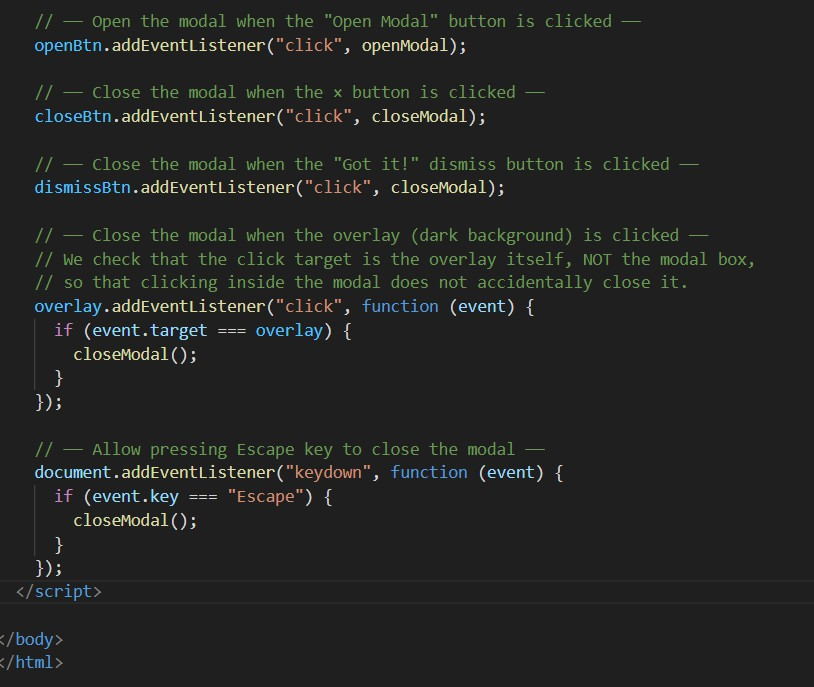 // ── Open the modal when the "Open Modal" button is clicked ──
openBtn.addEventListener("click", openModal);
// ── Close the modal when the × button is clicked ──
closeBtn.addEventListener("click", closeModal);
// ── Close the modal when the "Got it!" dismiss button is clicked ──
dismissBtn.addEventListener("click", closeModal);
// ── Close the modal when the overlay (dark background) is clicked ──
// We check that the click target is the overlay itself, NOT the modal box,
// so that clicking inside the modal does not accidentally close it.
overlay.addEventListener("click", function (event) {
if (event.target === overlay) {
closeModal();
}
});
// ── Allow pressing Escape key to close the modal ──
document.addEventListener("keydown", function (event) {
if (event.key === "Escape") {
closeModal();
}
});
</script>
</body>
</html>